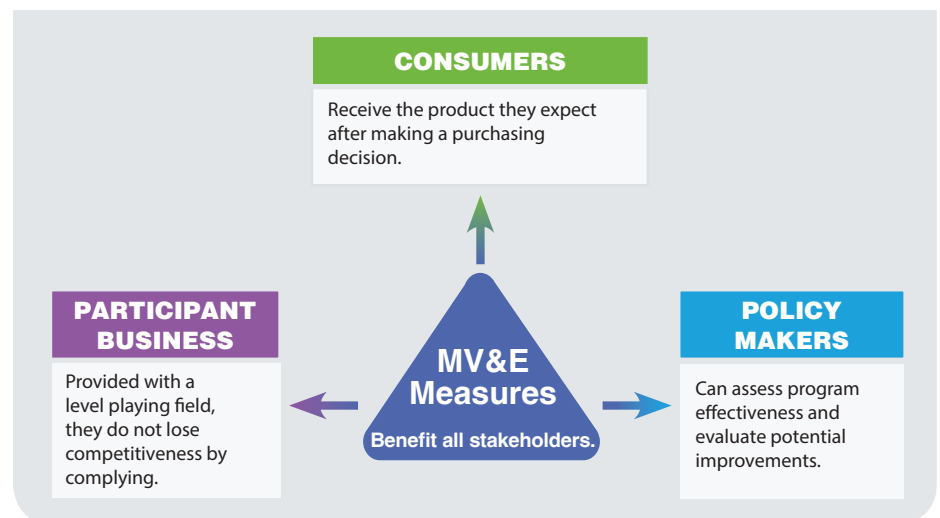 CONSUMERS
Receive the product they expect
after making a purchasing
decision.
PARTICIPANT
BUSINESS
Provided with a
level playing field,
they do not lose
competitiveness by
complying.
MV&E
Measures
Benefit all stakeholders.
POLICY
MAKERS
Can assess program
effectiveness and
evaluate potential
improvements.